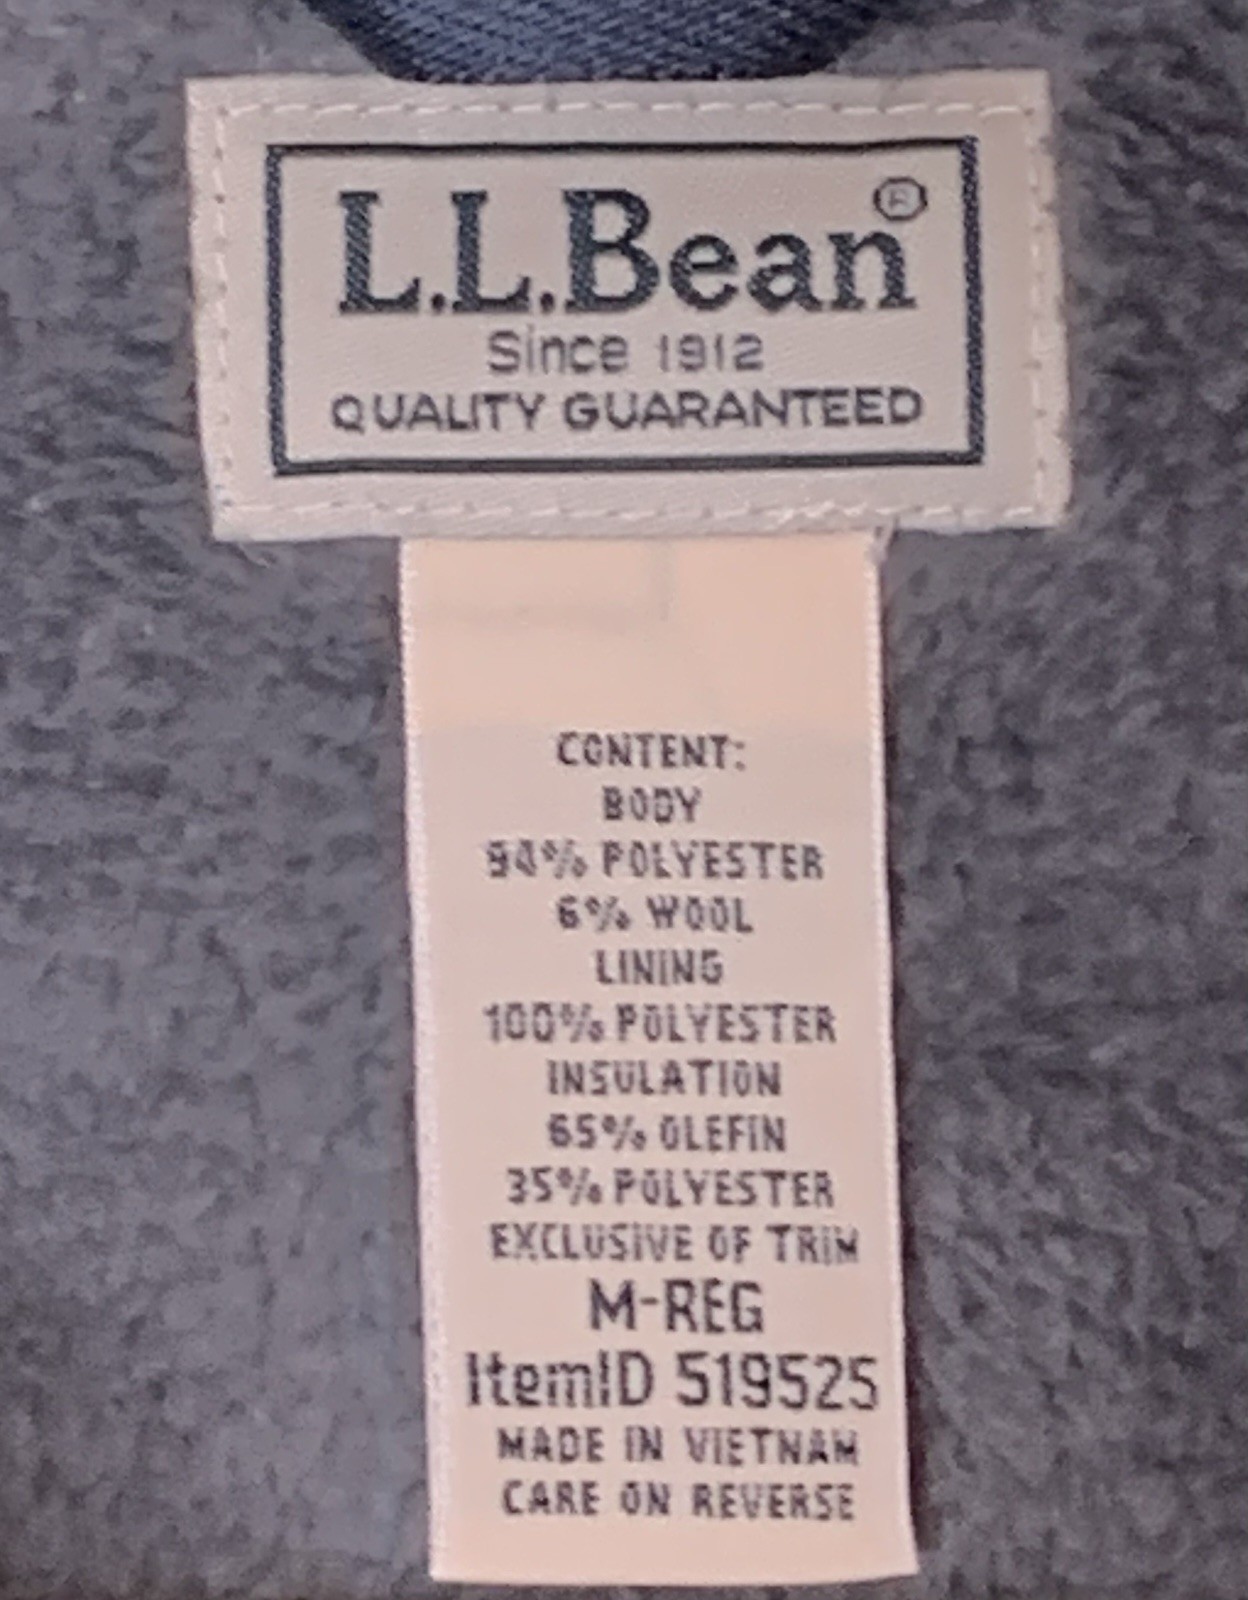 L.L.Bean®
Since 1912
QUALITY GUARANTEED
CONTENT:
BODY
94% POLYESTER
6% WOOL
LINING
100% POLYESTER
INSULATION
65% OLEFIN
35% POLYESTER
EXCLUSIVE OF TRIM
M-REG
ItemID 519525
MADE IN VIETNAM
CARE ON REVERSE